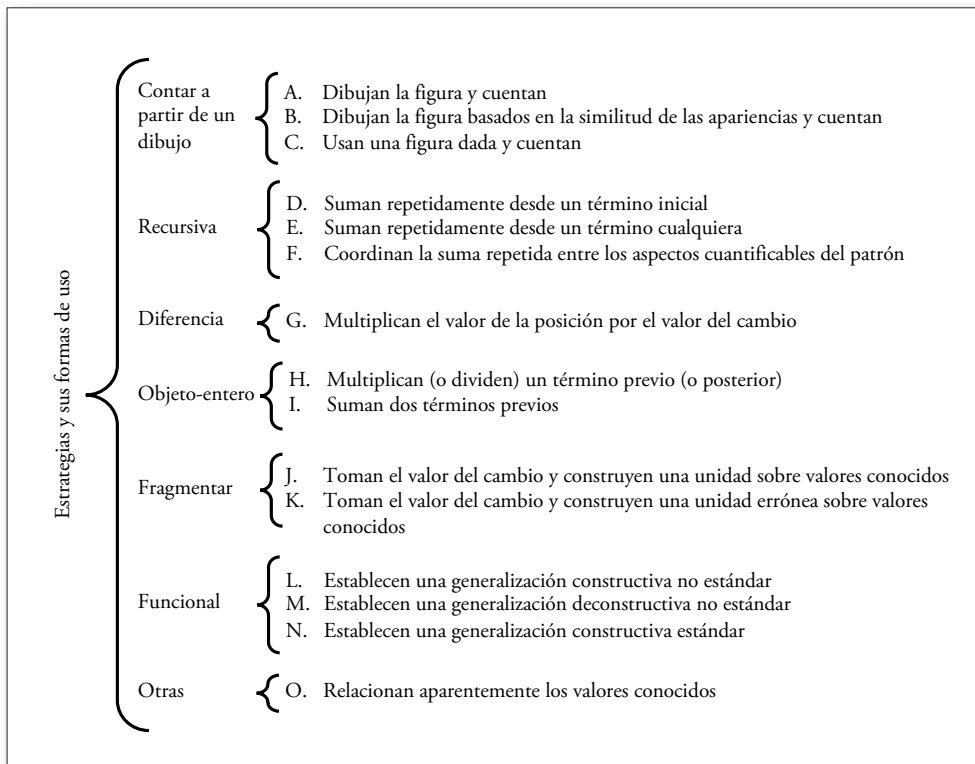 Estrategias y sus formas de uso
Contar a
partir de un
dibujo
A. Dibujan la figura y cuentan
B. Dibujan la figura basados en la similitud de las apariencias y cuentan
C. Usan una figura dada y cuentan
Recursiva
D. Suman repetidamente desde un término inicial
E. Suman repetidamente desde un término cualquiera
F. Coordinan la suma repetida entre los aspectos cuantificables del patrón
Diferencia
G. Multiplican el valor de la posición por el valor del cambio
Objeto-entero
H. Multiplican (o dividen) un término previo (o posterior)
I. Suman dos términos previos
Fragmentar
J. Toman el valor del cambio y construyen una unidad sobre valores conocidos
K. Toman el valor del cambio y construyen una unidad errónea sobre valores
conocidos
Funcional
L. Establecen una generalización constructiva no estándar
M. Establecen una generalización deconstructiva no estándar
N. Establecen una generalización constructiva estándar
Otras
O. Relacionan aparentemente los valores conocidos